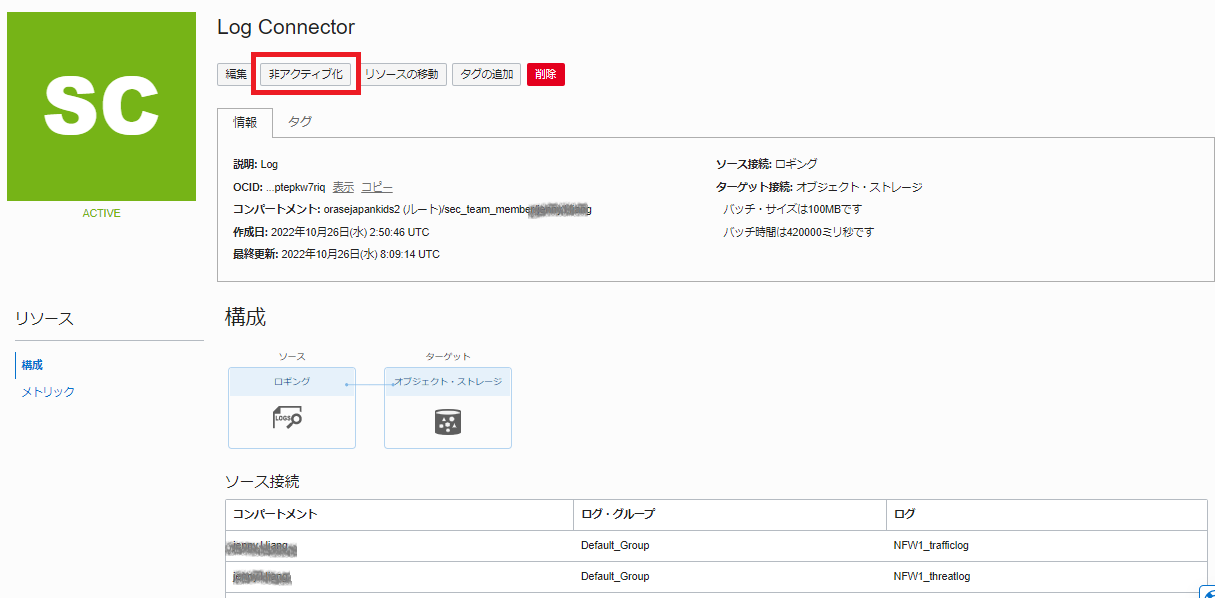 SC
ACTIVE
Log Connector
編集 非アクティブ化 リソースの移動 タグの追加 削除
情報 タグ
説明: Log
OCID: ...ptepkw7riq 表示 コピー
コンパートメント: orasejapankids2 (ルート)/sec_team_member
作成日: 2022年10月26日(水) 2:50:46 UTC
最終更新: 2022年10月26日(水) 8:09:14 UTC
ソース接続: ロギング
ターゲット接続: オブジェクト・ストレージ
バッチ・サイズは100MBです
バッチ時間は420000ミリ秒です
リソース
構成
メトリック
構成
ソース ターゲット
ロギング オブジェクト・ストレージ
LOGS
ソース接続
コンパートメント ログ・グループ ログ
Default_Group NFW1_trafficlog
Default_Group NFW1_threatlog